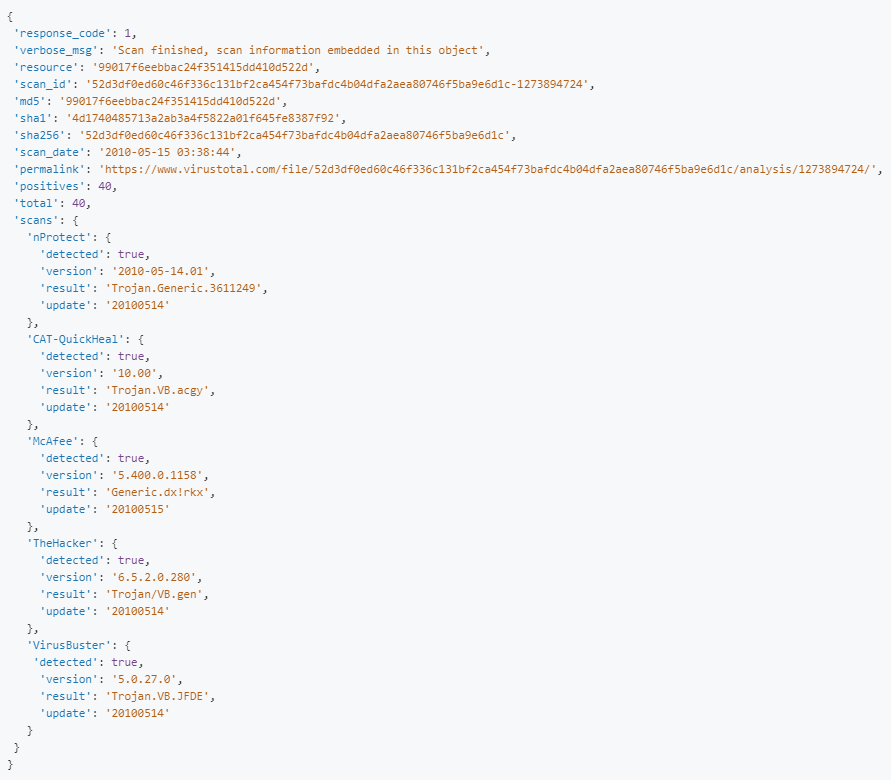 {
'response_code': 1,
'verbose_msg': 'Scan finished, scan information embedded in this object',
'resource': '99017f6eebbac24f351415dd410d522d',
'scan_id': '52d3df0ed60c46f336c131bf2ca454f73bafdc4b04dfa2aea80746f5ba9e6d1c-1273894724',
'md5': '99017f6eebbac24f351415dd410d522d',
'sha1': '4d1740485713a2ab3a4f5822a01f645fe8387f92',
'sha256': '52d3df0ed60c46f336c131bf2ca454f73bafdc4b04dfa2aea80746f5ba9e6d1c',
'scan_date': '2010-05-15 03:38:44',
'permalink': 'https://www.virustotal.com/file/52d3df0ed60c46f336c131bf2ca454f73bafdc4b04dfa2aea80746f5ba9e6d1c/analysis/1273894724/',
'positives': 40,
'total': 40,
'scans': {
'nProtect': {
'detected': true,
'version': '2010-05-14.01',
'result': 'Trojan.Generic.3611249',
'update': '20100514'
},
'CAT-QuickHeal': {
'detected': true,
'version': '10.00',
'result': 'Trojan.VB.acgy',
'update': '20100514'
},
'McAfee': {
'detected': true,
'version': '5.400.0.1158',
'result': 'Generic.dx!rkx',
'update': '20100515'
},
'TheHacker': {
'detected': true,
'version': '6.5.2.0.280',
'result': 'Trojan/VB.gen',
'update': '20100514'
},
'VirusBuster': {
'detected': true,
'version': '5.0.27.0',
'result': 'Trojan.VB.JFDE',
'update': '20100514'
}
}
}